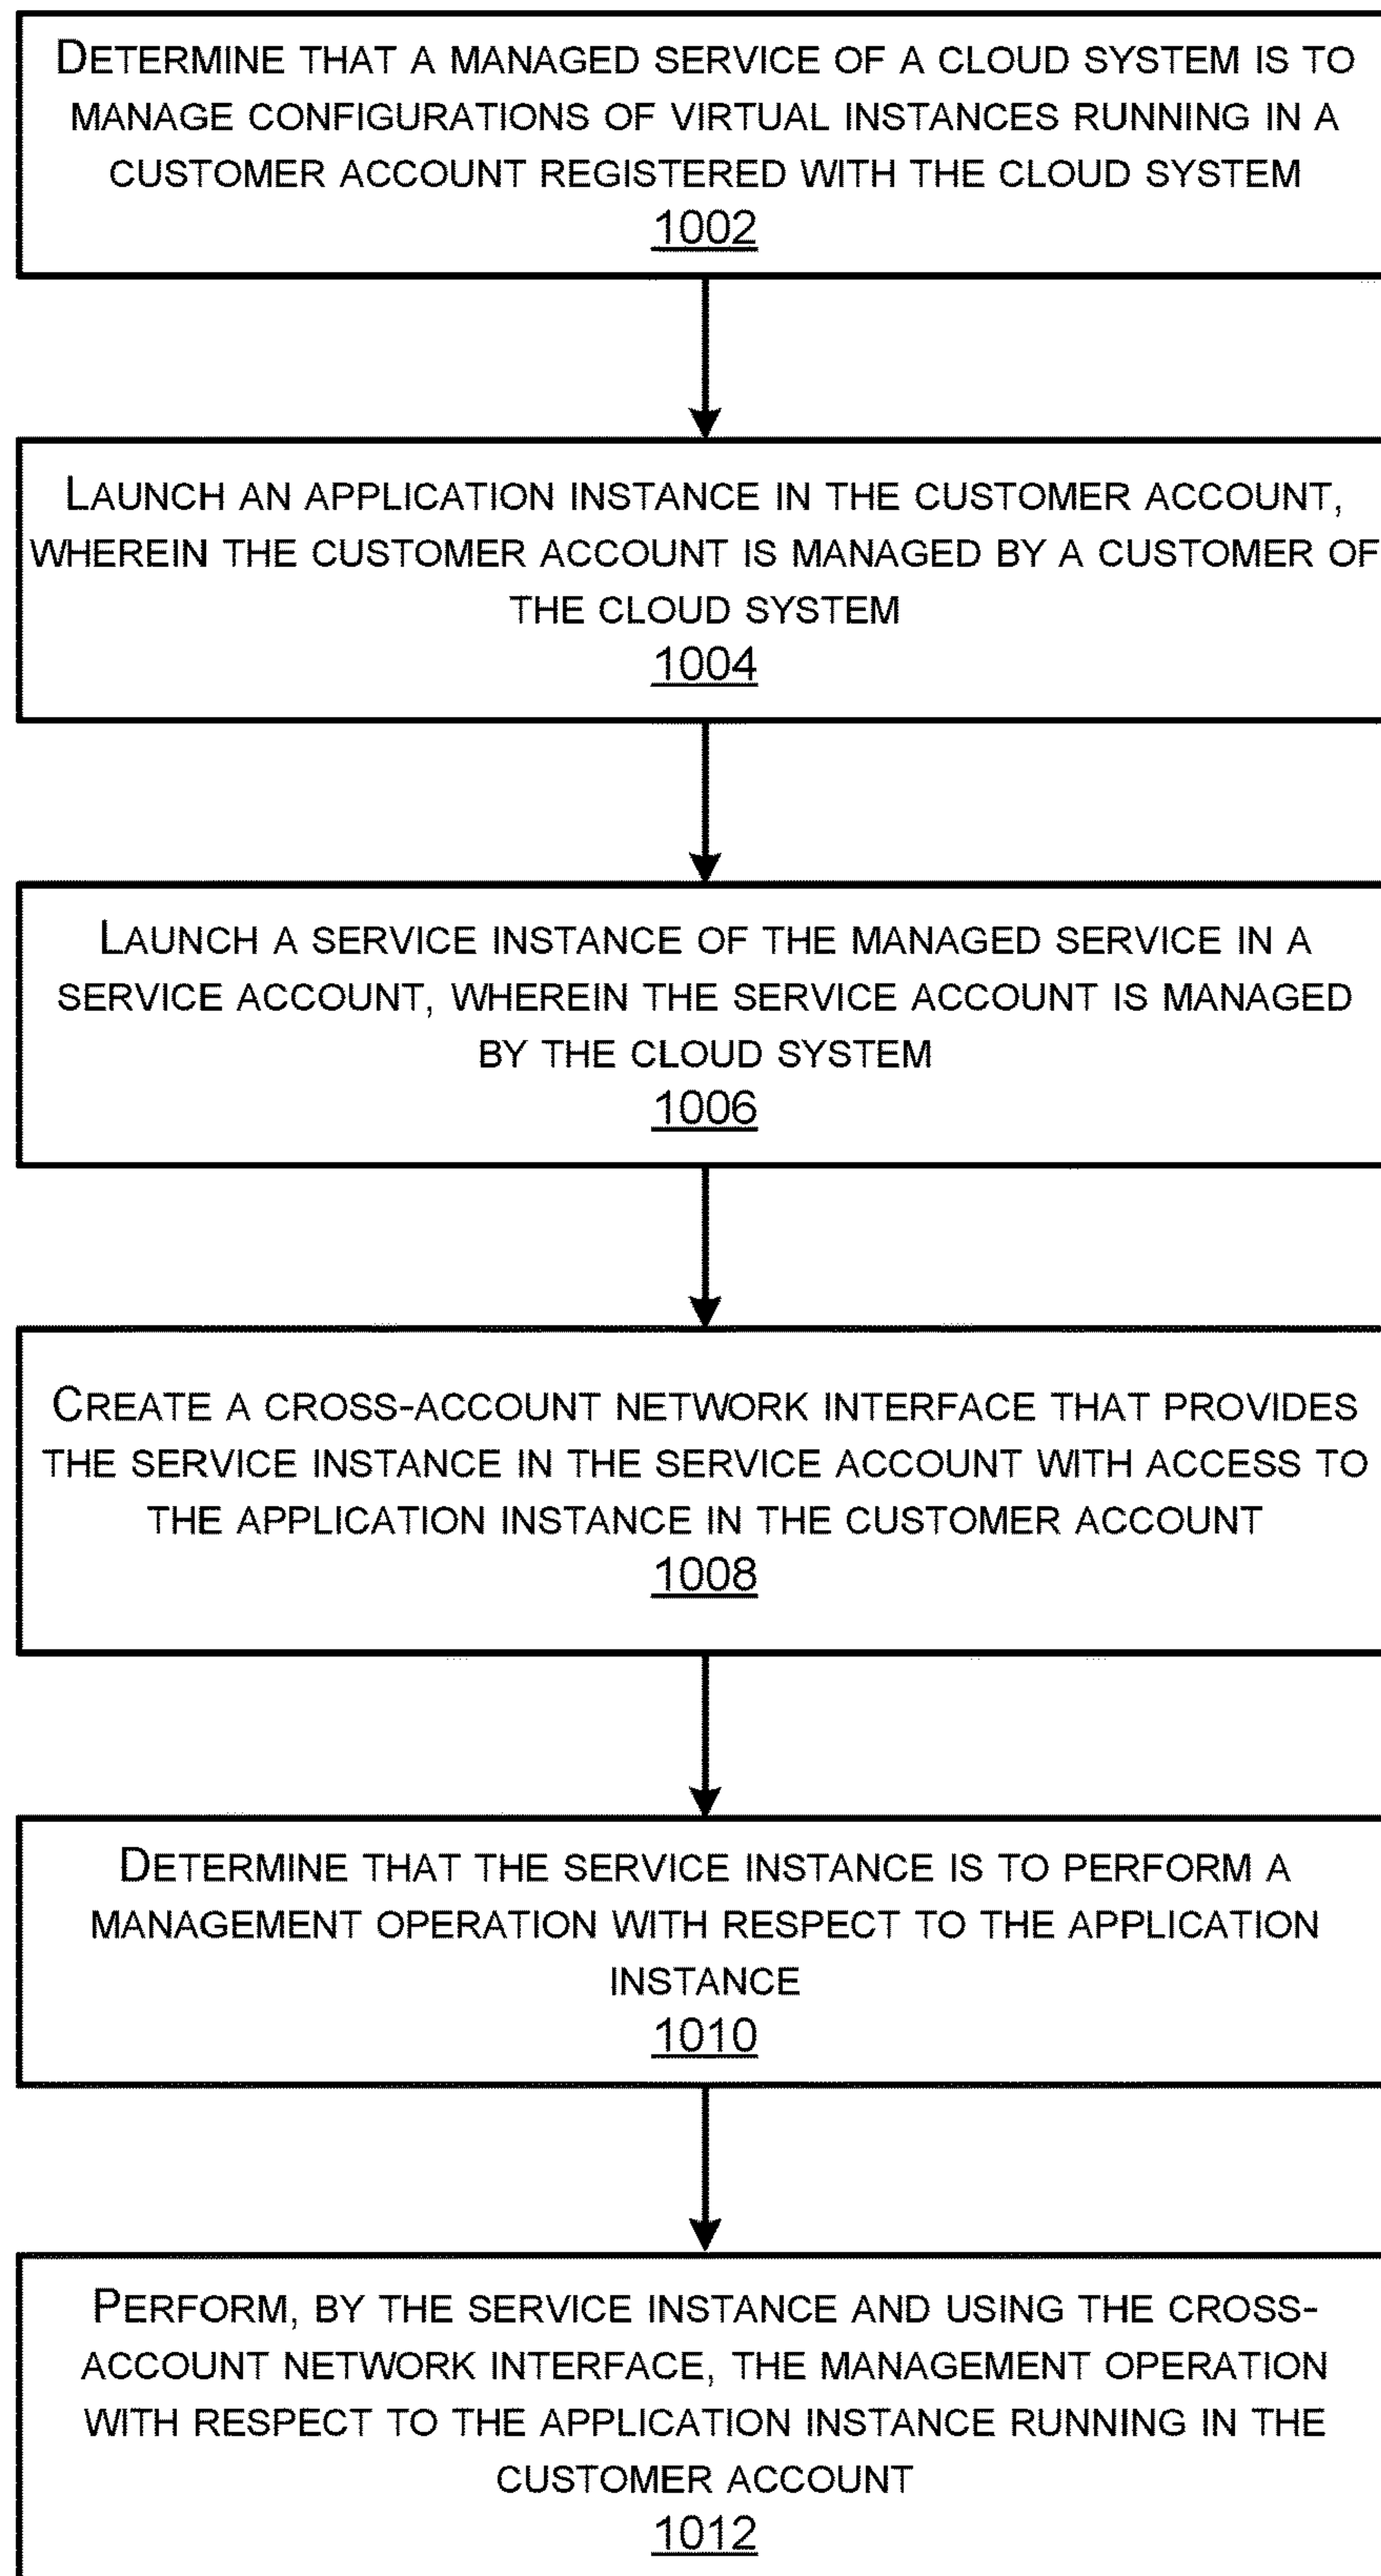 DETERMINE THAT A MANAGED SERVICE OF A CLOUD SYSTEM IS TO
MANAGE CONFIGURATIONS OF VIRTUAL INSTANCES RUNNING IN A
CUSTOMER ACCOUNT REGISTERED WITH THE CLOUD SYSTEM
1002
LAUNCH AN APPLICATION INSTANCE IN THE CUSTOMER ACCOUNT,
WHEREIN THE CUSTOMER ACCOUNT IS MANAGED BY A CUSTOMER OF
THE CLOUD SYSTEM
1004
LAUNCH A SERVICE INSTANCE OF THE MANAGED SERVICE IN A
SERVICE ACCOUNT, WHEREIN THE SERVICE ACCOUNT IS MANAGED
BY THE CLOUD SYSTEM
1006
CREATE A CROSS-ACCOUNT NETWORK INTERFACE THAT PROVIDES
THE SERVICE INSTANCE IN THE SERVICE ACCOUNT WITH ACCESS TO
THE APPLICATION INSTANCE IN THE CUSTOMER ACCOUNT
1008
DETERMINE THAT THE SERVICE INSTANCE IS TO PERFORM A
MANAGEMENT OPERATION WITH RESPECT TO THE APPLICATION
INSTANCE
1010
PERFORM, BY THE SERVICE INSTANCE AND USING THE CROSS-
ACCOUNT NETWORK INTERFACE, THE MANAGEMENT OPERATION
WITH RESPECT TO THE APPLICATION INSTANCE RUNNING IN THE
CUSTOMER ACCOUNT
1012